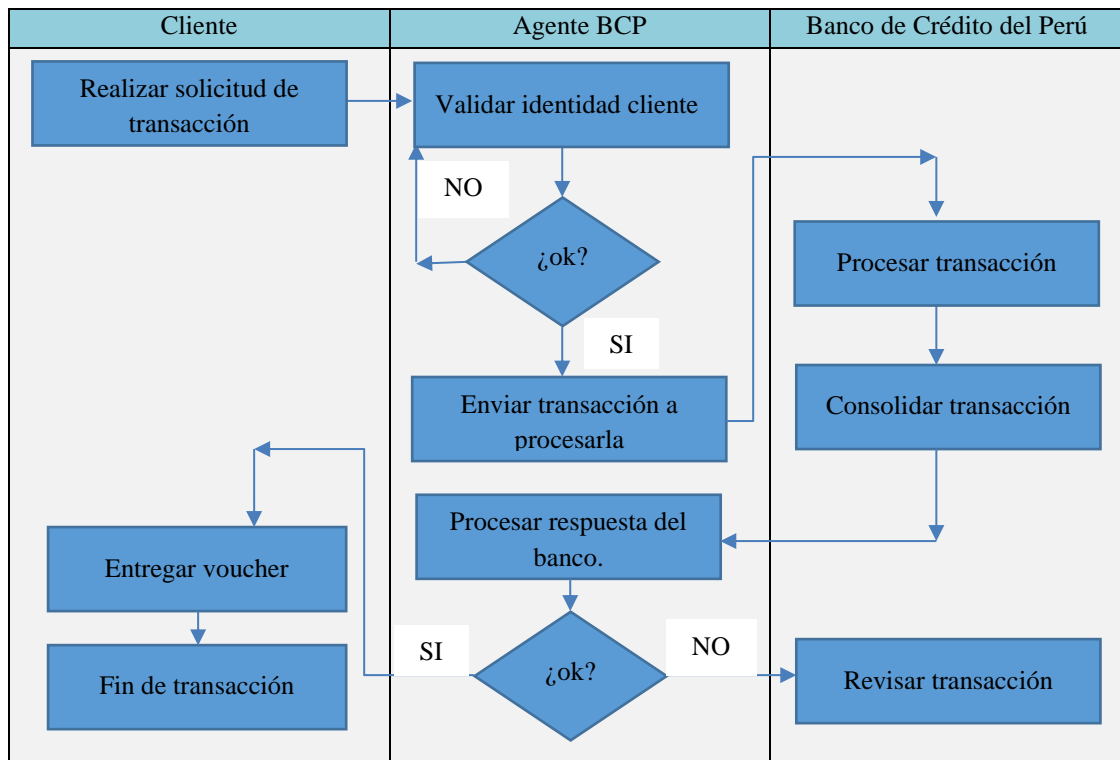 Cliente
Agente BCP
Banco de Crédito del Perú
Realizar solicitud de
transacción
Validar identidad cliente
NO
¿ok?
SI
Enviar transacción a
procesarla
Procesar transacción
Consolidar transacción
Procesar respuesta del
banco.
¿ok?
SI
NO
Entregar voucher
Fin de transacción
Revisar transacción